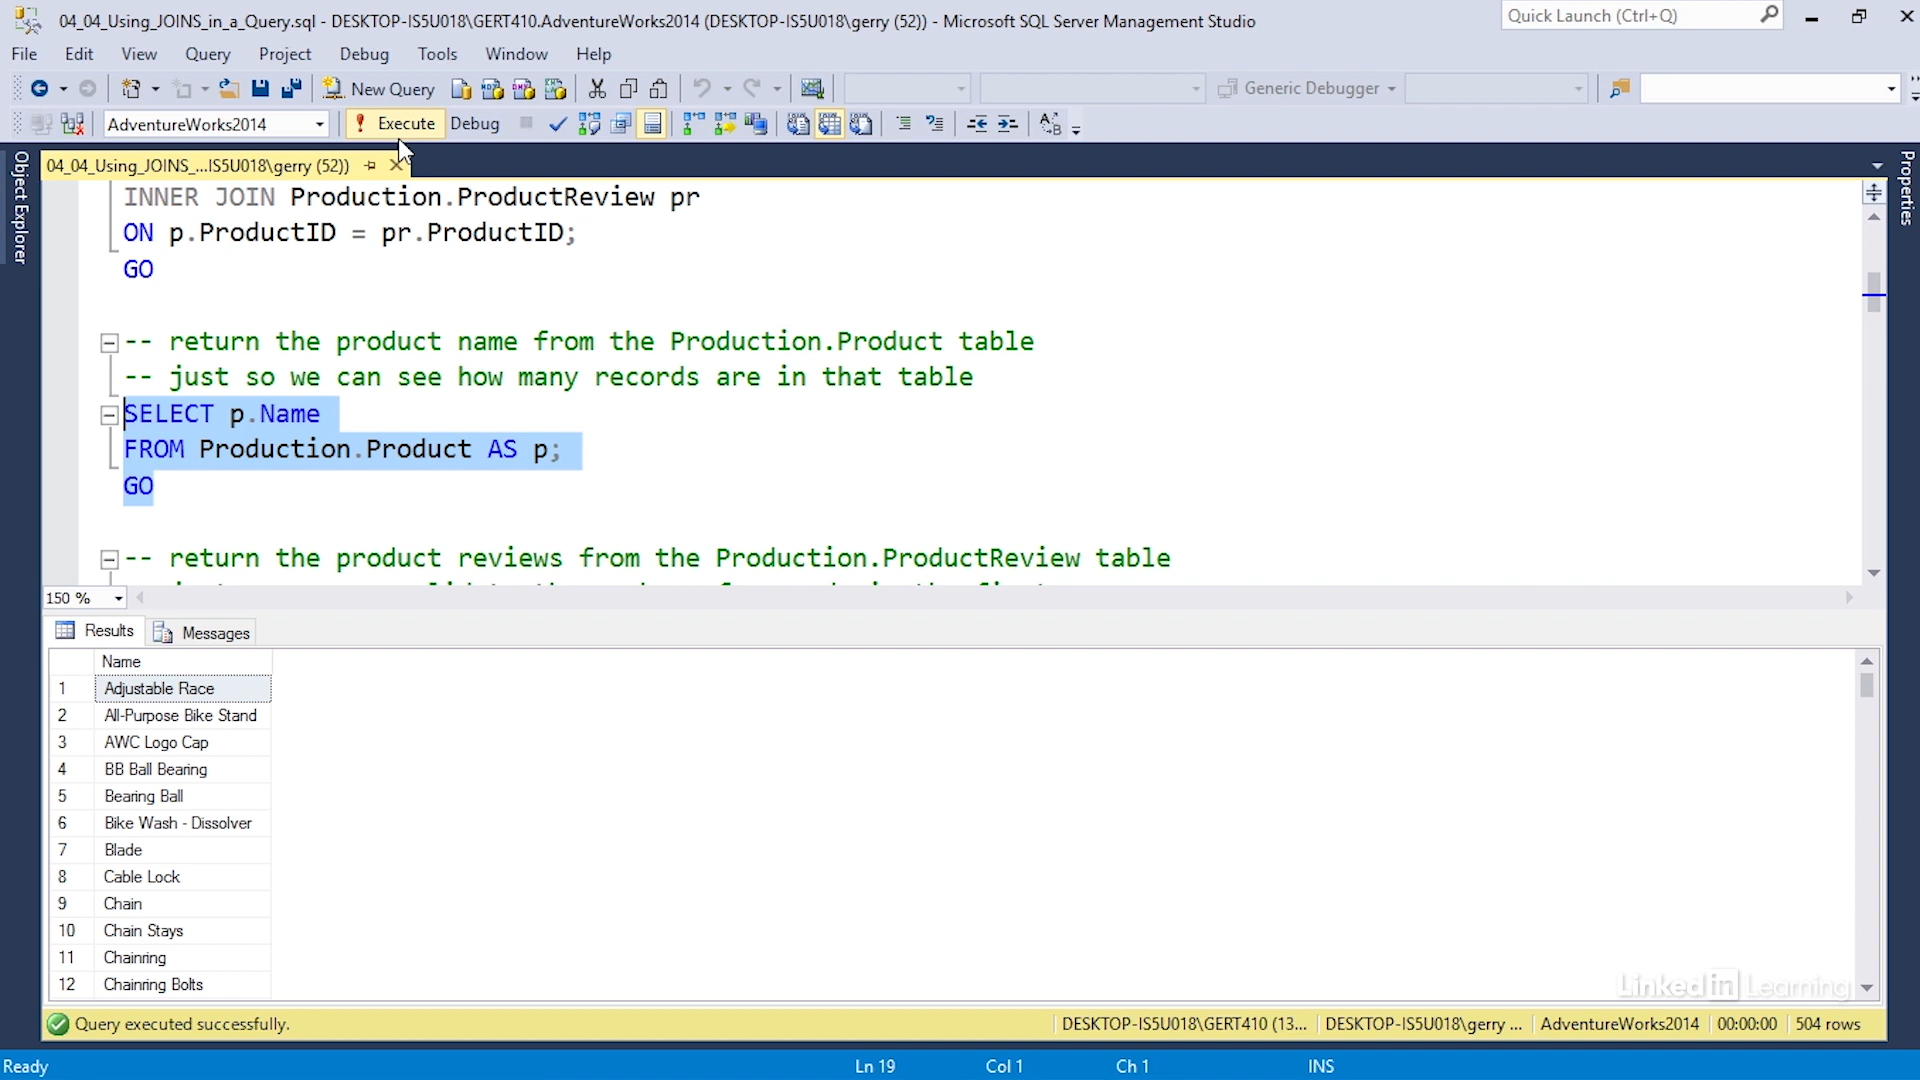 04_04_Using_JOINS_in_a_Query.sql - DESKTOP-IS5U018\GERT410.AdventureWorks2014 (DESKTOP-IS5U018\gerry (52)) - Microsoft SQL Server Management Studio
Quick Launch (Ctrl+Q)
File Edit View Query Project Debug Tools Window Help
New Query
Generic Debugger
AdventureWorks2014
Execute
Debug
Object Explorer
04_04_Using_JOINS_...IS5U018\gerry (52))
Properties
INNER JOIN Production.ProductReview pr
ON p.ProductID = pr.ProductID;
GO
-- return the product name from the Production.Product table
-- just so we can see how many records are in that table
SELECT p.Name
FROM Production.Product AS p;
GO
-- return the product reviews from the Production.ProductReview table
150 %
Results
Messages
Name
1 Adjustable Race
2 All-Purpose Bike Stand
3 AWC Logo Cap
4 BB Ball Bearing
5 Bearing Ball
6 Bike Wash - Dissolver
7 Blade
8 Cable Lock
9 Chain
10 Chain Stays
11 Chainring
12 Chainring Bolts
LinkedIn Learning
Query executed successfully.
DESKTOP-IS5U018\GERT410 (13... DESKTOP-IS5U018\gerry ... AdventureWorks2014 00:00:00 504 rows
Ready
Ln 19
Col 1
Ch 1
INS